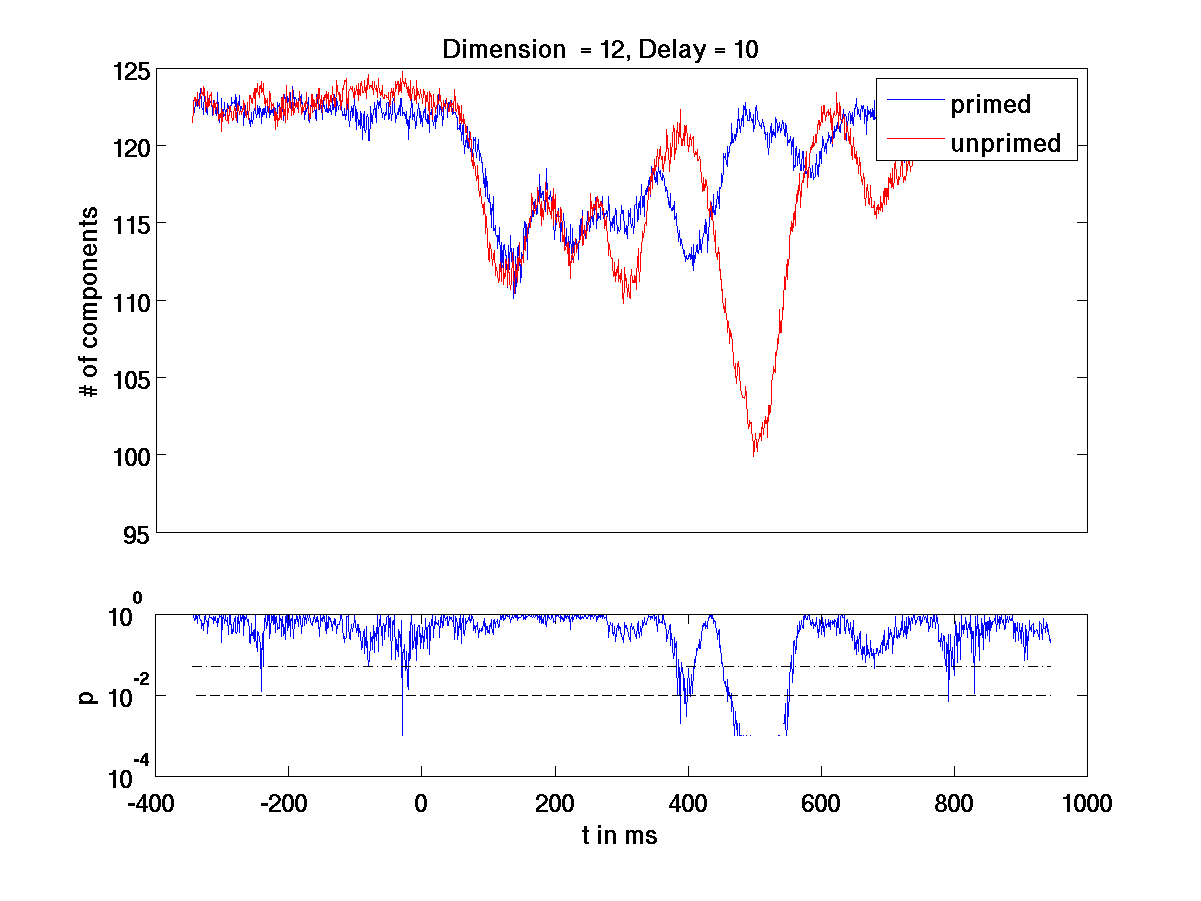 Dimension = 12, Delay = 10
125
120
115
110
105
100
95
# of components
primed
unprimed
10^0
10^-2
10^-4
p
-400 -200 0 200 400 600 800 1000
t in ms